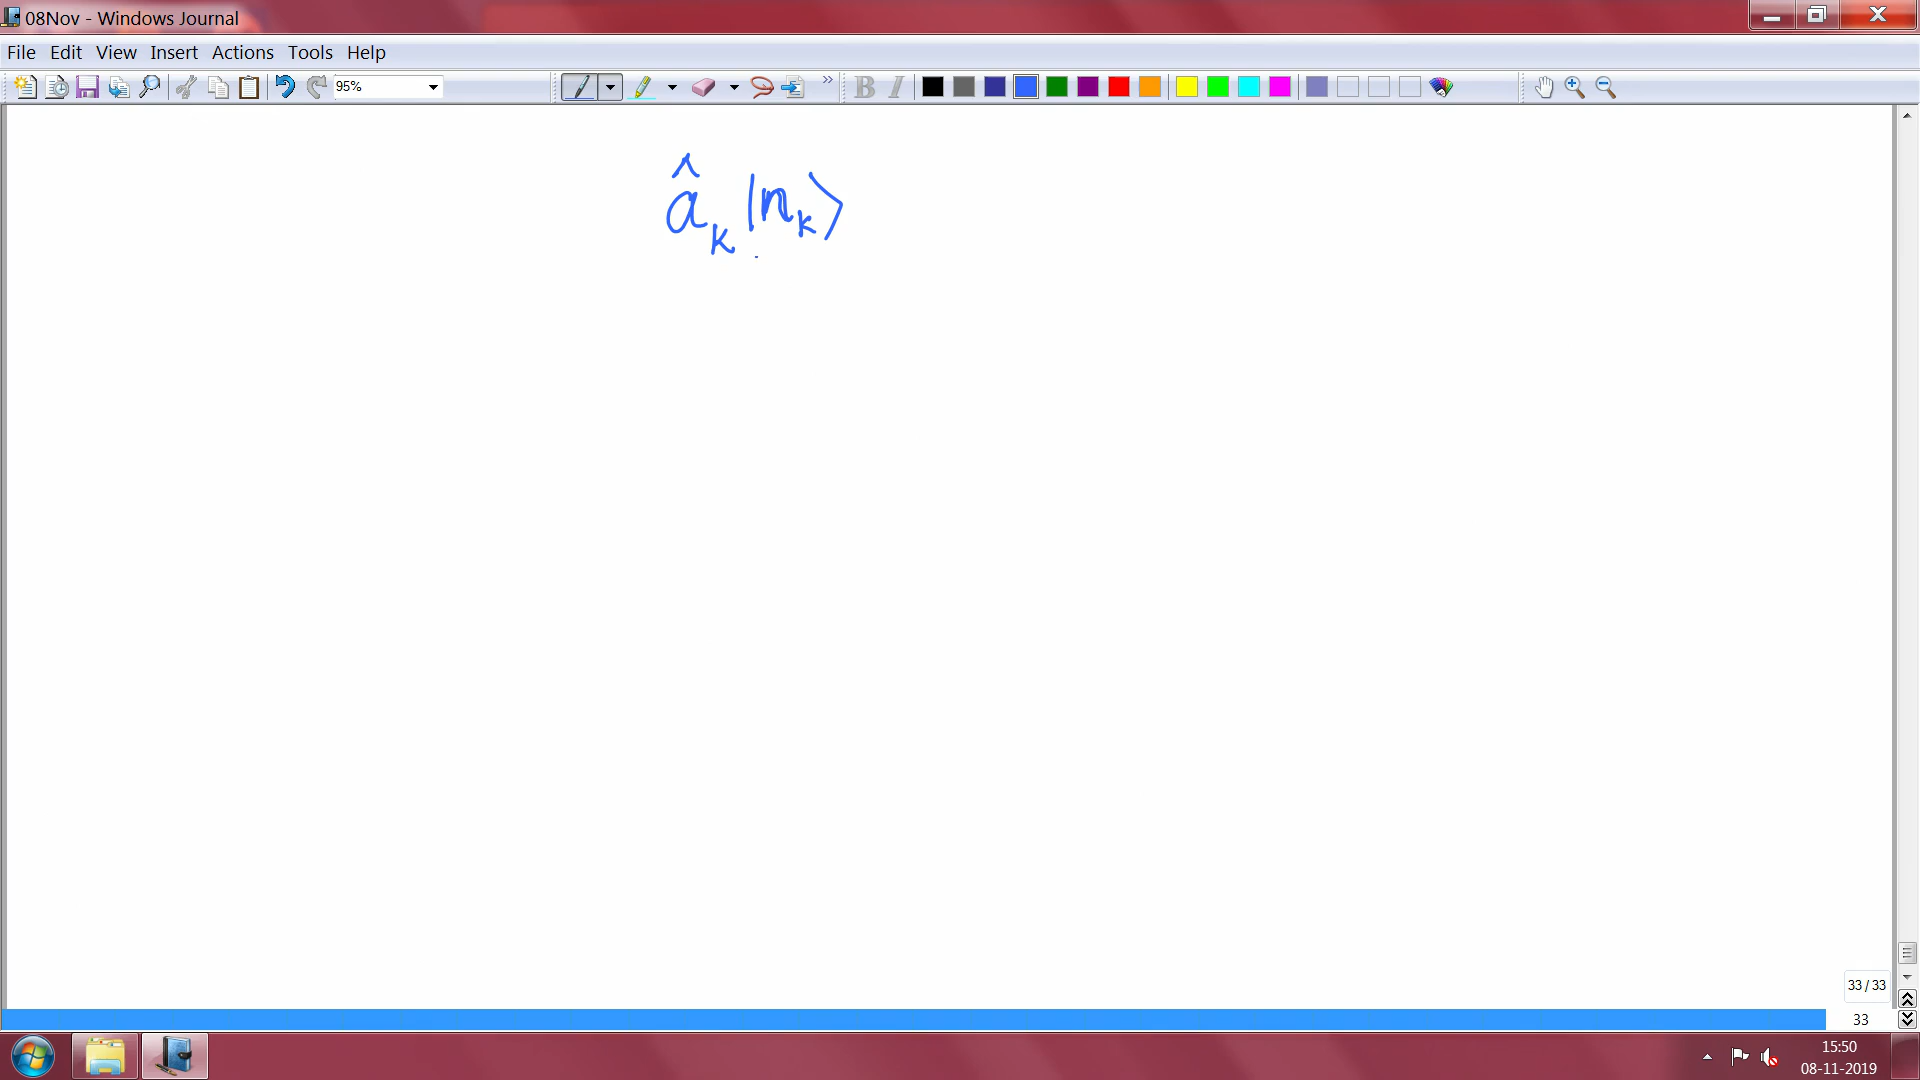 08Nov - Windows Journal
File Edit View Insert Actions Tools Help
95%
B I
â_k |n_k⟩
33 / 33
33
15:50
08-11-2019